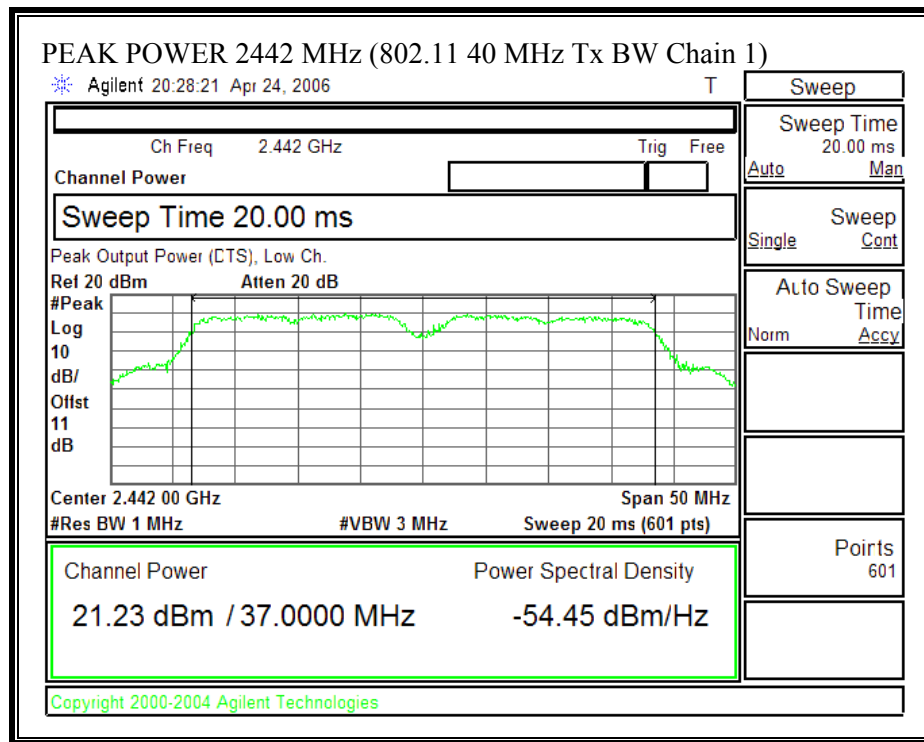 PEAK POWER 2442 MHz (802.11 40 MHz Tx BW Chain 1)
Agilent 20:28:21 Apr 24, 2006 T
Ch Freq 2.442 GHz Trig Free
Channel Power
Sweep Time 20.00 ms
Peak Output Power (DTS), Low Ch.
Ref 20 dBm Atten 20 dB
#Peak
Log
10
dB/
Offst
11
dB
Center 2.442 00 GHz Span 50 MHz
#Res BW 1 MHz #VBW 3 MHz Sweep 20 ms (601 pts)
Channel Power Power Spectral Density
21.23 dBm / 37.0000 MHz -54.45 dBm/Hz
Copyright 2000-2004 Agilent Technologies
Sweep
Sweep Time
20.00 ms
Auto Man
Sweep
Single Cont
Auto Sweep
Time
Norm Accy
Points
601